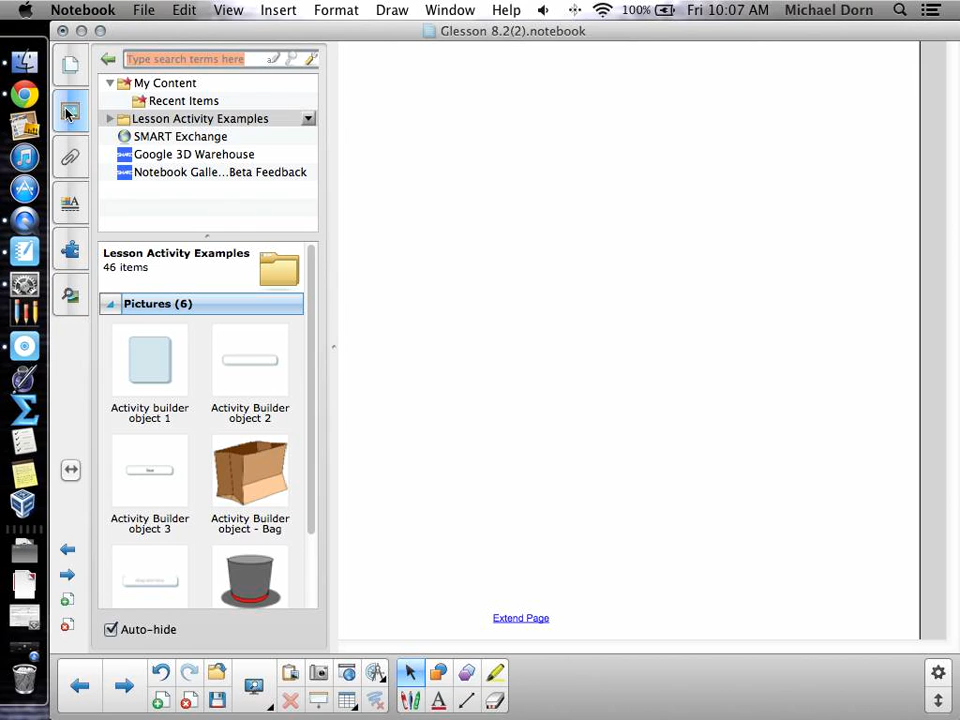 Notebook File Edit View Insert Format Draw Window Help 100% Fri 10:07 AM Michael Dorn
Glesson 8.2(2).notebook
Type search terms here
My Content
Recent Items
Lesson Activity Examples
SMART Exchange
Google 3D Warehouse
Notebook Galle...Beta Feedback
Lesson Activity Examples
46 items
Pictures (6)
Activity builder
object 1
Activity Builder
object 2
Activity Builder
object 3
Activity Builder
object - Bag
Auto-hide
Extend Page